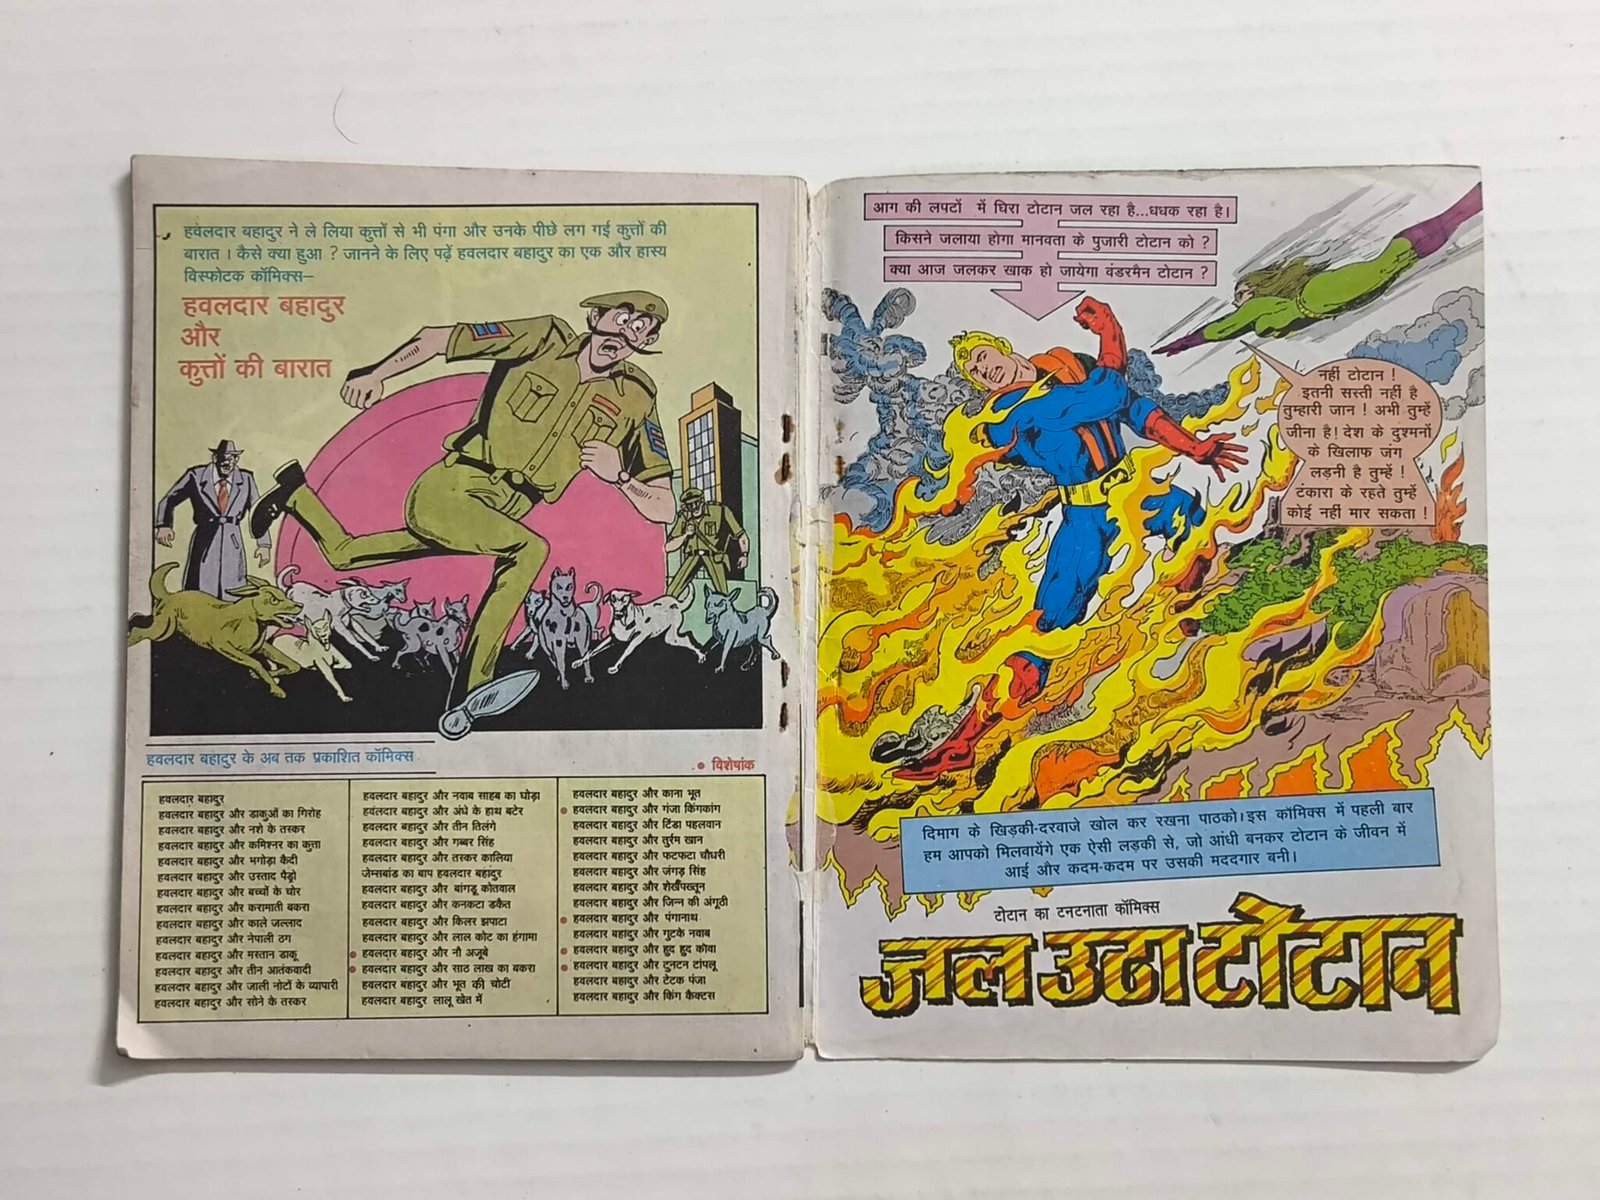 हवलदार बहादुर ने ले लिया कुत्तों से भी पंगा और उनके पीछे लग गई कुत्तों की
बारात । कैसे क्या हुआ ? जानने के लिए पढ़ें हवलदार बहादुर का एक और हास्य
विस्फोटक कॉमिक्स–
हवलदार बहादुर
और
कुत्तों की बारात
हवलदार बहादुर के अब तक प्रकाशित कॉमिक्स
• विशेषांक
हवलदार बहादुर
हवलदार बहादुर और डाकुओं का गिरोह
हवलदार बहादुर और नशे के तस्कर
हवलदार बहादुर और कमिश्नर का कुत्ता
हवलदार बहादुर और भगोड़ा कैदी
हवलदार बहादुर और उस्ताद पैड्रो
हवलदार बहादुर और बच्चों के चोर
हवलदार बहादुर और करामाती बकरा
हवलदार बहादुर और काले जल्लाद
हवलदार बहादुर और नेपाली ठग
हवलदार बहादुर और मस्तान डाकू
हवलदार बहादुर और तीन आतंकवादी
हवलदार बहादुर और जाली नोटों के व्यापारी
हवलदार बहादुर और सोने के तस्कर
हवलदार बहादुर और नवाब साहब का घोड़ा
हवलदार बहादुर और अंधे के हाथ बटेर
हवलदार बहादुर और तीन तिलंगे
हवलदार बहादुर और गब्बर सिंह
हवलदार बहादुर और तस्कर कालिया
जेम्सबांड का बाप हवलदार बहादुर
हवलदार बहादुर और बांगडू कोतवाल
हवलदार बहादुर और कनकटा डकैत
हवलदार बहादुर और किलर झपाटा
हवलदार बहादुर और लाल कोट का हंगामा
• हवलदार बहादुर और नौ अजूबे
• हवलदार बहादुर और साठ लाख का बकरा
हवलदार बहादुर और भूत की चोटी
हवलदार बहादुर लालू खेत में
हवलदार बहादुर और काना भूत
• हवलदार बहादुर और गंजा किंगकांग
हवलदार बहादुर और टिंडा पहलवान
हवलदार बहादुर और तुर्रम खान
हवलदार बहादुर और फटफटा चौधरी
हवलदार बहादुर और जंगड़ सिंह
हवलदार बहादुर और शेखीपख्तून
हवलदार बहादुर और जिन्न की अंगूठी
• हवलदार बहादुर और पंगानाथ
हवलदार बहादुर और गुटके नवाब
• हवलदार बहादुर और हुद हुद कौवा
• हवलदार बहादुर और टुनटन टांपलू
हवलदार बहादुर और टेटक पंजा
हवलदार बहादुर और किंग कैक्टस
आग की लपटों में घिरा टोटान जल रहा है...धधक रहा है।
किसने जलाया होगा मानवता के पुजारी टोटान को ?
क्या आज जलकर खाक हो जायेगा वंडरमैन टोटान ?
नहीं टोटान !
इतनी सस्ती नहीं है
तुम्हारी जान ! अभी तुम्हें
जीना है! देश के दुश्मनों
के खिलाफ जंग
लड़नी है तुम्हें !
टंकारा के रहते तुम्हें
कोई नहीं मार सकता !
दिमाग के खिड़की-दरवाजे खोल कर रखना पाठको। इस कॉमिक्स में पहली बार
हम आपको मिलवायेंगे एक ऐसी लड़की से, जो आंधी बनकर टोटान के जीवन में
आई और कदम-कदम पर उसकी मददगार बनी।
टोटान का टनटनाता कॉमिक्स
जल उठा टोटान